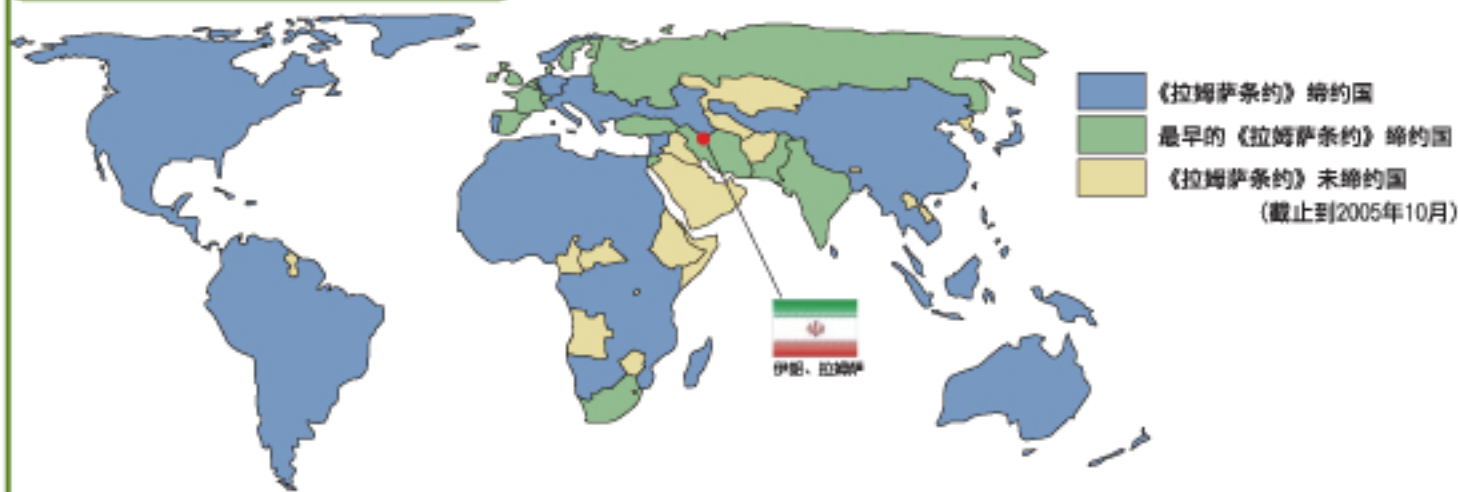 《拉姆萨条约》缔约国
最早的《拉姆萨条约》缔约国
《拉姆萨条约》未缔约国
(截止到2005年10月)
伊朗、拉姆萨